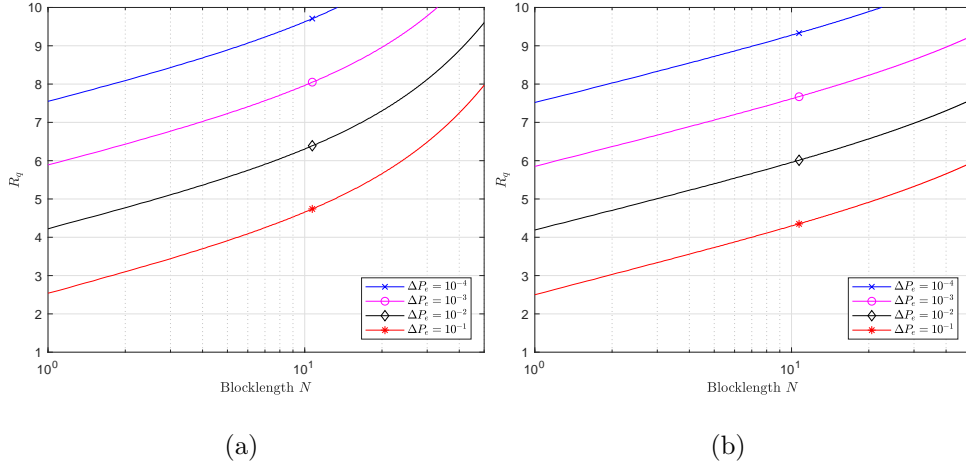 10
9
8
7
6
5
4
3
2
1
R_q
10^0
10^1
Blocklength N
ΔP_e = 10^{-4}
ΔP_e = 10^{-3}
ΔP_e = 10^{-2}
ΔP_e = 10^{-1}
(a)
10
9
8
7
6
5
4
3
2
1
R_q
10^0
10^1
Blocklength N
ΔP_e = 10^{-4}
ΔP_e = 10^{-3}
ΔP_e = 10^{-2}
ΔP_e = 10^{-1}
(b)